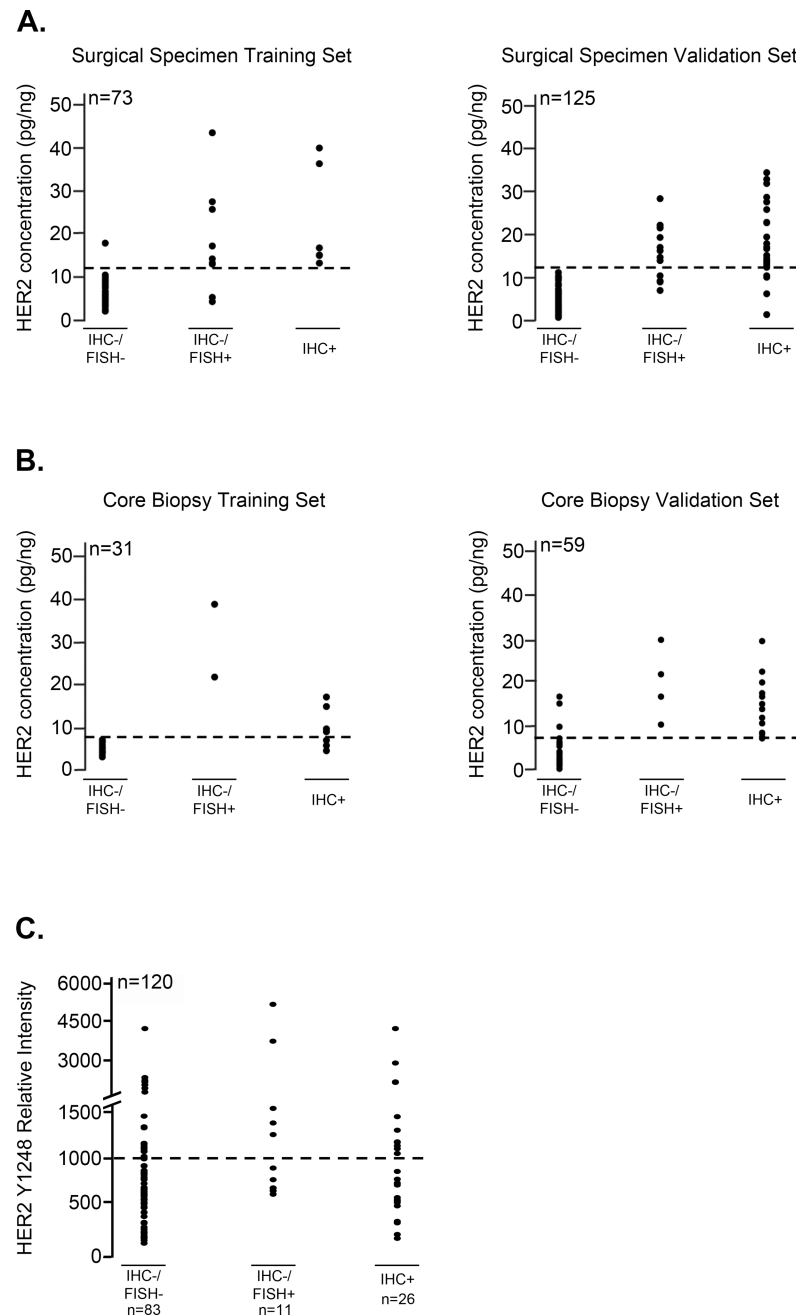 A.
Surgical Specimen Training Set
Surgical Specimen Validation Set
HER2 concentration (pg/ng)
n=73
50
40
30
20
10
0
IHC-/
FISH-
IHC-/
FISH+
IHC+
HER2 concentration (pg/ng)
n=125
50
40
30
20
10
0
IHC-/
FISH-
IHC-/
FISH+
IHC+
B.
Core Biopsy Training Set
Core Biopsy Validation Set
HER2 concentration (pg/ng)
n=31
50
40
30
20
10
0
IHC-/
FISH-
IHC-/
FISH+
IHC+
HER2 concentration (pg/ng)
n=59
50
40
30
20
10
0
IHC-/
FISH-
IHC-/
FISH+
IHC+
C.
HER2 Y1248 Relative Intensity
n=120
6000
4500
3000
1500
1000
500
0
IHC-/
FISH-
n=83
IHC-/
FISH+
n=11
IHC+
n=26